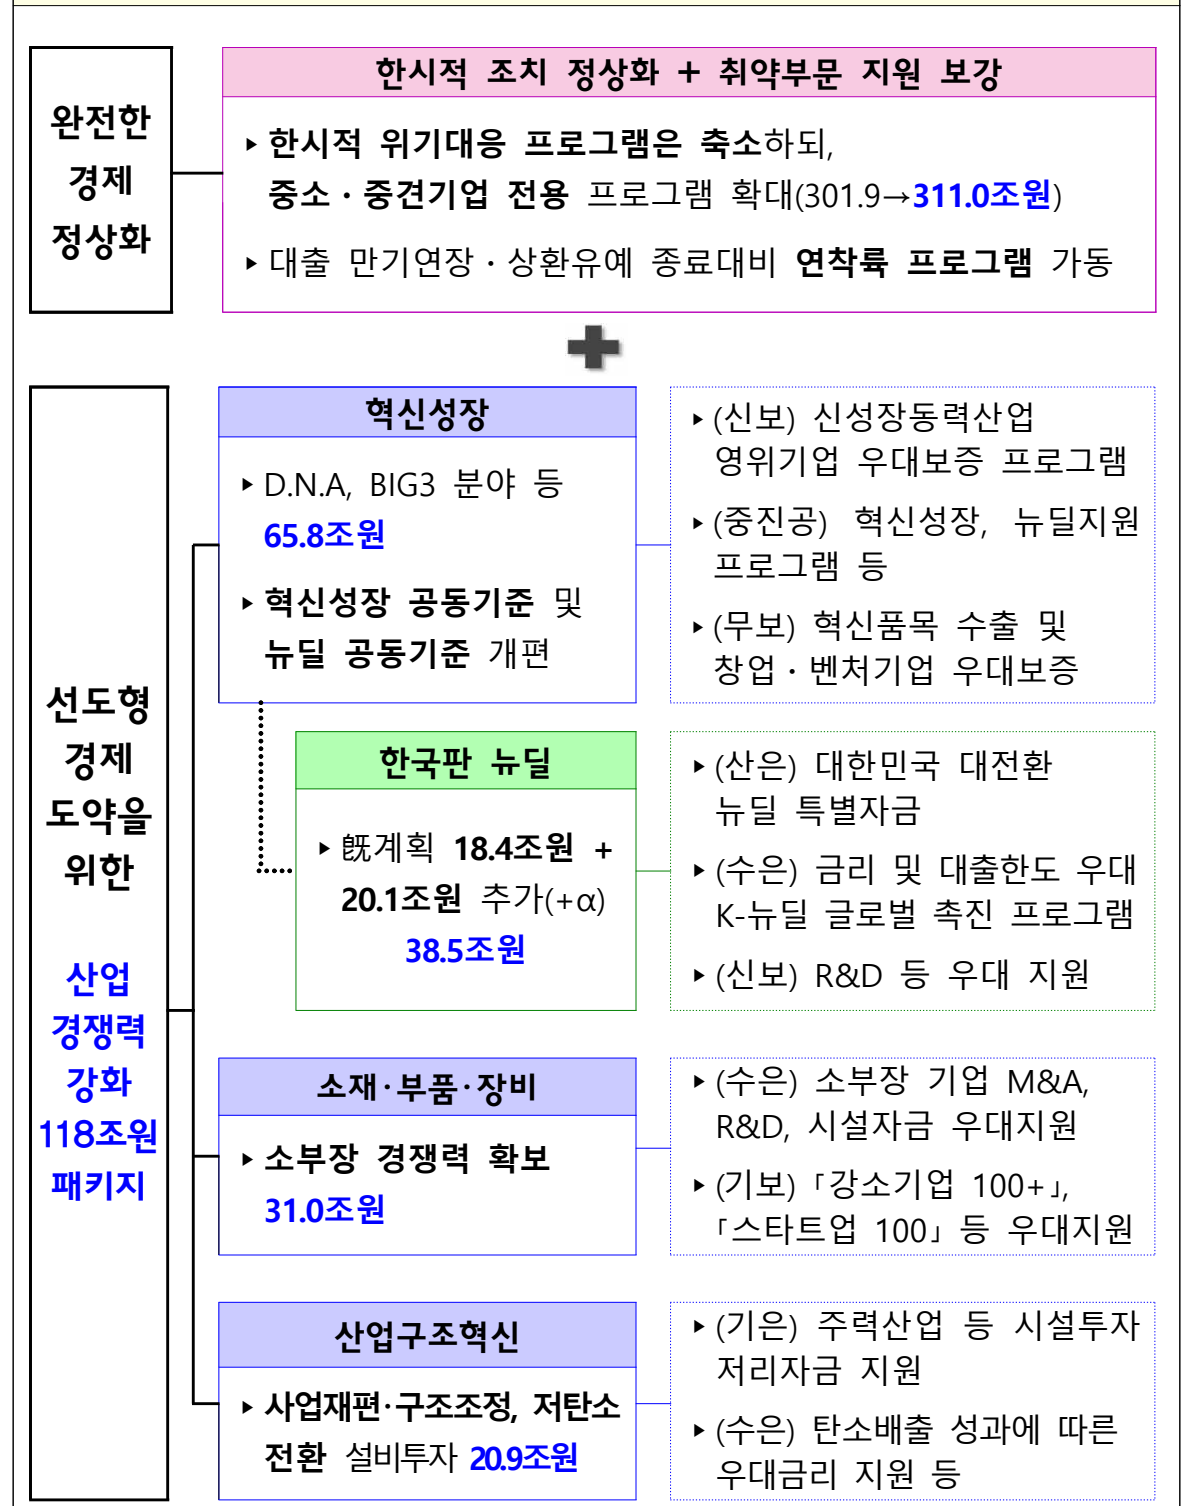 완전한
경제
정상화
한시적 조치 정상화 + 취약부문 지원 보강
▸한시적 위기대응 프로그램은 축소하되,
중소·중견기업 전용 프로그램 확대(301.9→311.0조원)
▸대출 만기연장·상환유예 종료대비 연착륙 프로그램 가동
선도형
경제
도약을
위한
산업
경쟁력
강화
118조원
패키지
혁신성장
▸D.N.A, BIG3 분야 등
65.8조원
▸혁신성장 공동기준 및
뉴딜 공동기준 개편
▸(신보) 신성장동력산업
영위기업 우대보증 프로그램
▸(중진공) 혁신성장, 뉴딜지원
프로그램 등
▸(무보) 혁신품목 수출 및
창업·벤처기업 우대보증
한국판 뉴딜
▸旣계획 18.4조원 +
20.1조원 추가(+α)
38.5조원
▸(산은) 대한민국 대전환
뉴딜 특별자금
▸(수은) 금리 및 대출한도 우대
K-뉴딜 글로벌 촉진 프로그램
▸(신보) R&D 등 우대 지원
소재·부품·장비
▸소부장 경쟁력 확보
31.0조원
▸(수은) 소부장 기업 M&A,
R&D, 시설자금 우대지원
▸(기보) 「강소기업 100+」,
「스타트업 100」 등 우대지원
산업구조혁신
▸사업재편·구조조정, 저탄소
전환 설비투자 20.9조원
▸(기은) 주력산업 등 시설투자
저리자금 지원
▸(수은) 탄소배출 성과에 따른
우대금리 지원 등